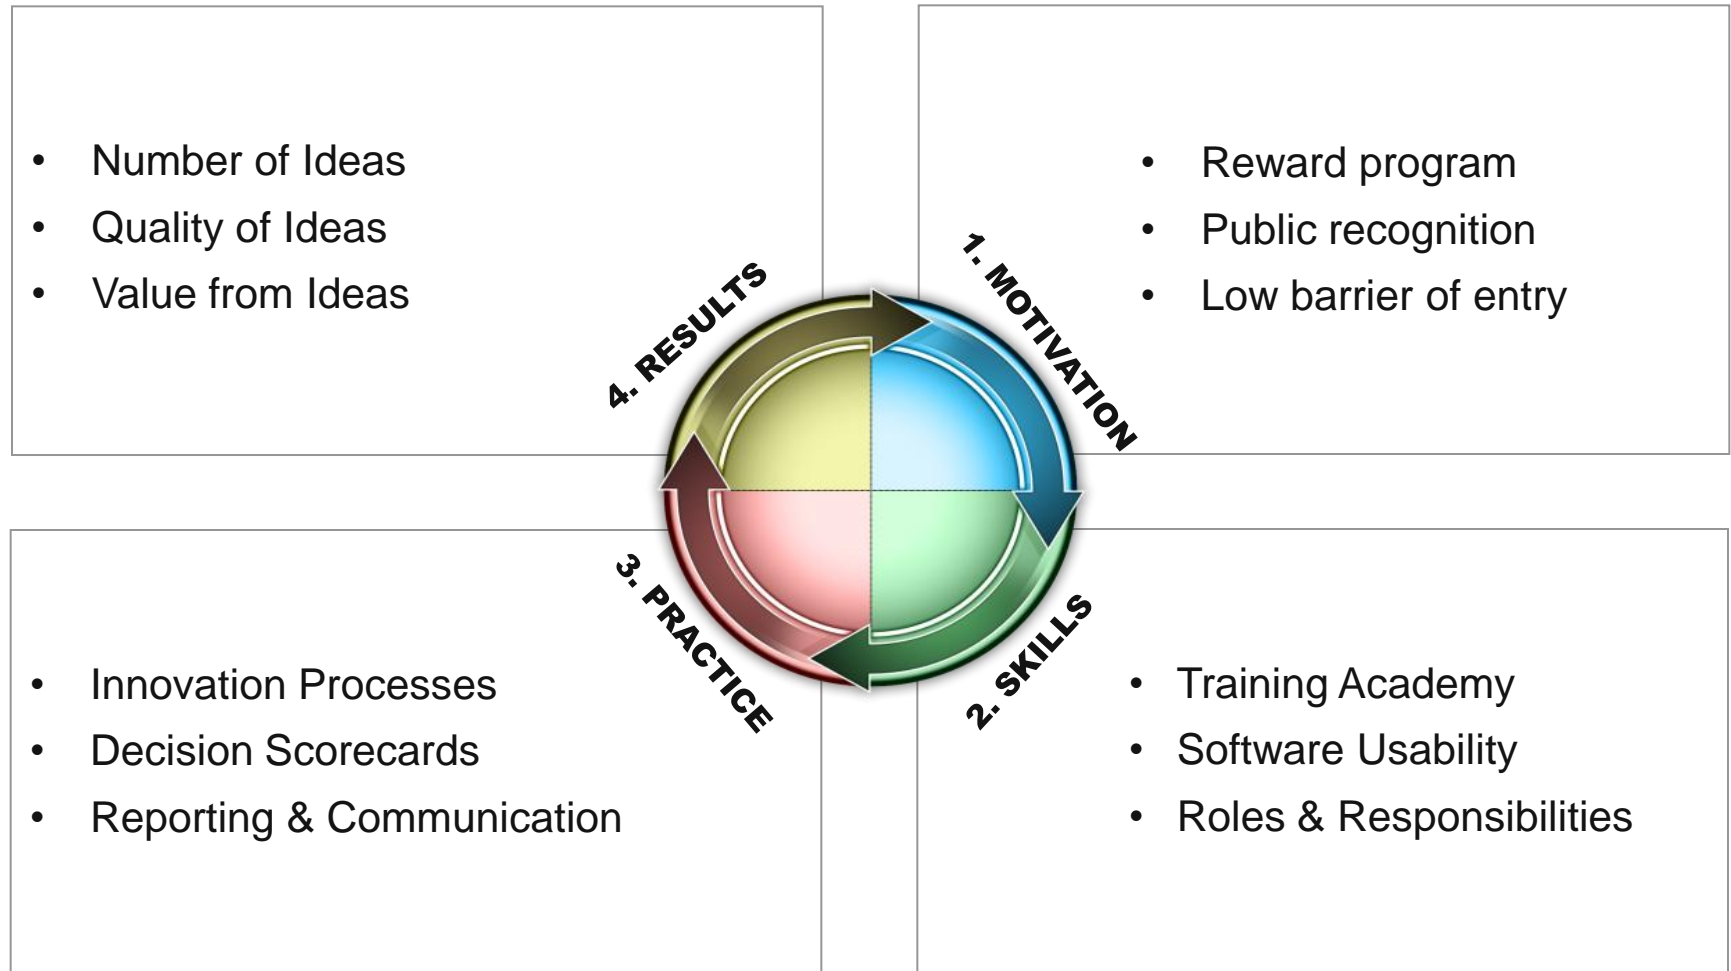 • Number of Ideas
• Quality of Ideas
• Value from Ideas
4. RESULTS
1. MOTIVATION
• Reward program
• Public recognition
• Low barrier of entry
3. PRACTICE
• Innovation Processes
• Decision Scorecards
• Reporting & Communication
2. SKILLS
• Training Academy
• Software Usability
• Roles & Responsibilities